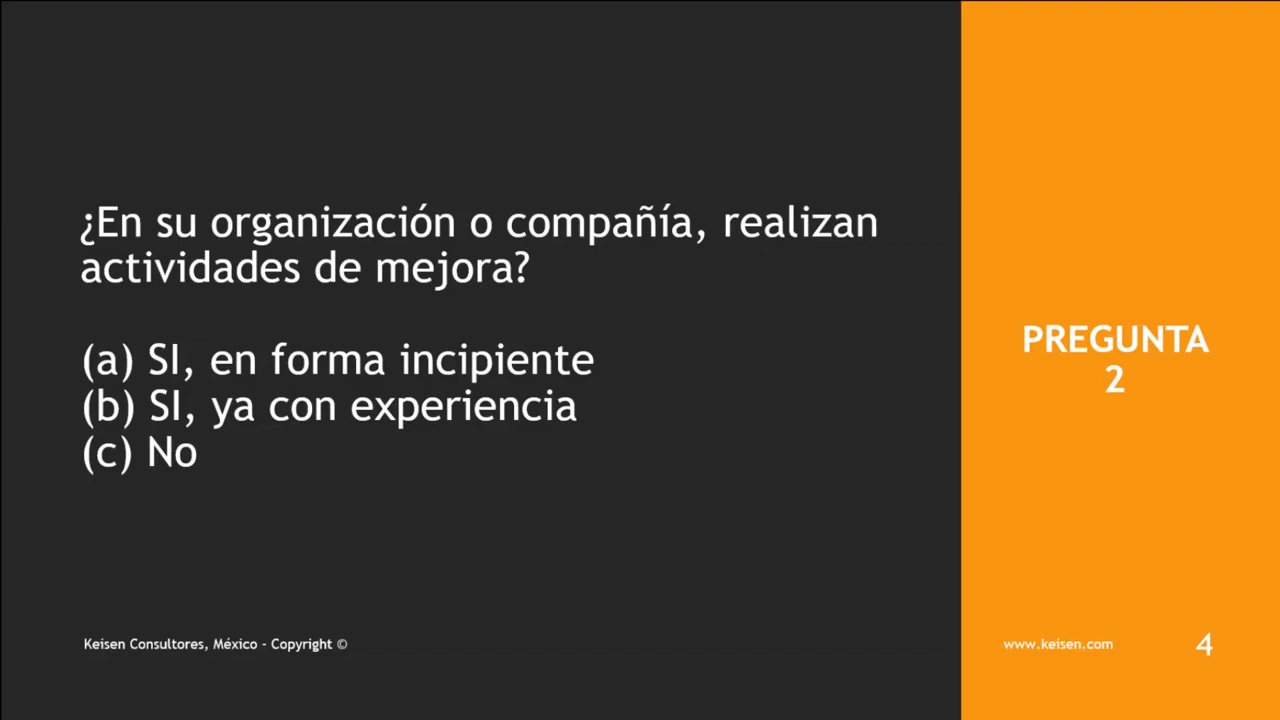 ¿En su organización o compañía, realizan
actividades de mejora?
(a) SI, en forma incipiente
(b) SI, ya con experiencia
(c) No
PREGUNTA
2
Keisen Consultores, México - Copyright ©
www.keisen.com
4